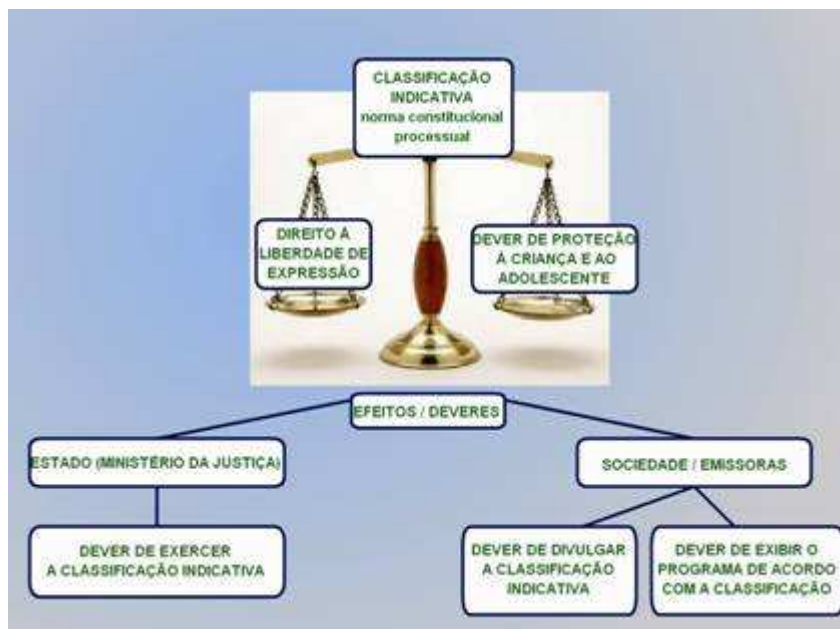 CLASSIFICAÇÃO
INDICATIVA
norma constitucional
processual
DIREITO À
LIBERDADE DE
EXPRESSÃO
DEVER DE PROTEÇÃO
À CRIANÇA E AO
ADOLESCENTE
EFEITOS / DEVERES
ESTADO (MINISTÉRIO DA JUSTIÇA)
SOCIEDADE / EMISSORAS
DEVER DE EXERCER
A CLASSIFICAÇÃO INDICATIVA
DEVER DE DIVULGAR
A CLASSIFICAÇÃO
INDICATIVA
DEVER DE EXIBIR O
PROGRAMA DE ACORDO
COM A CLASSIFICAÇÃO